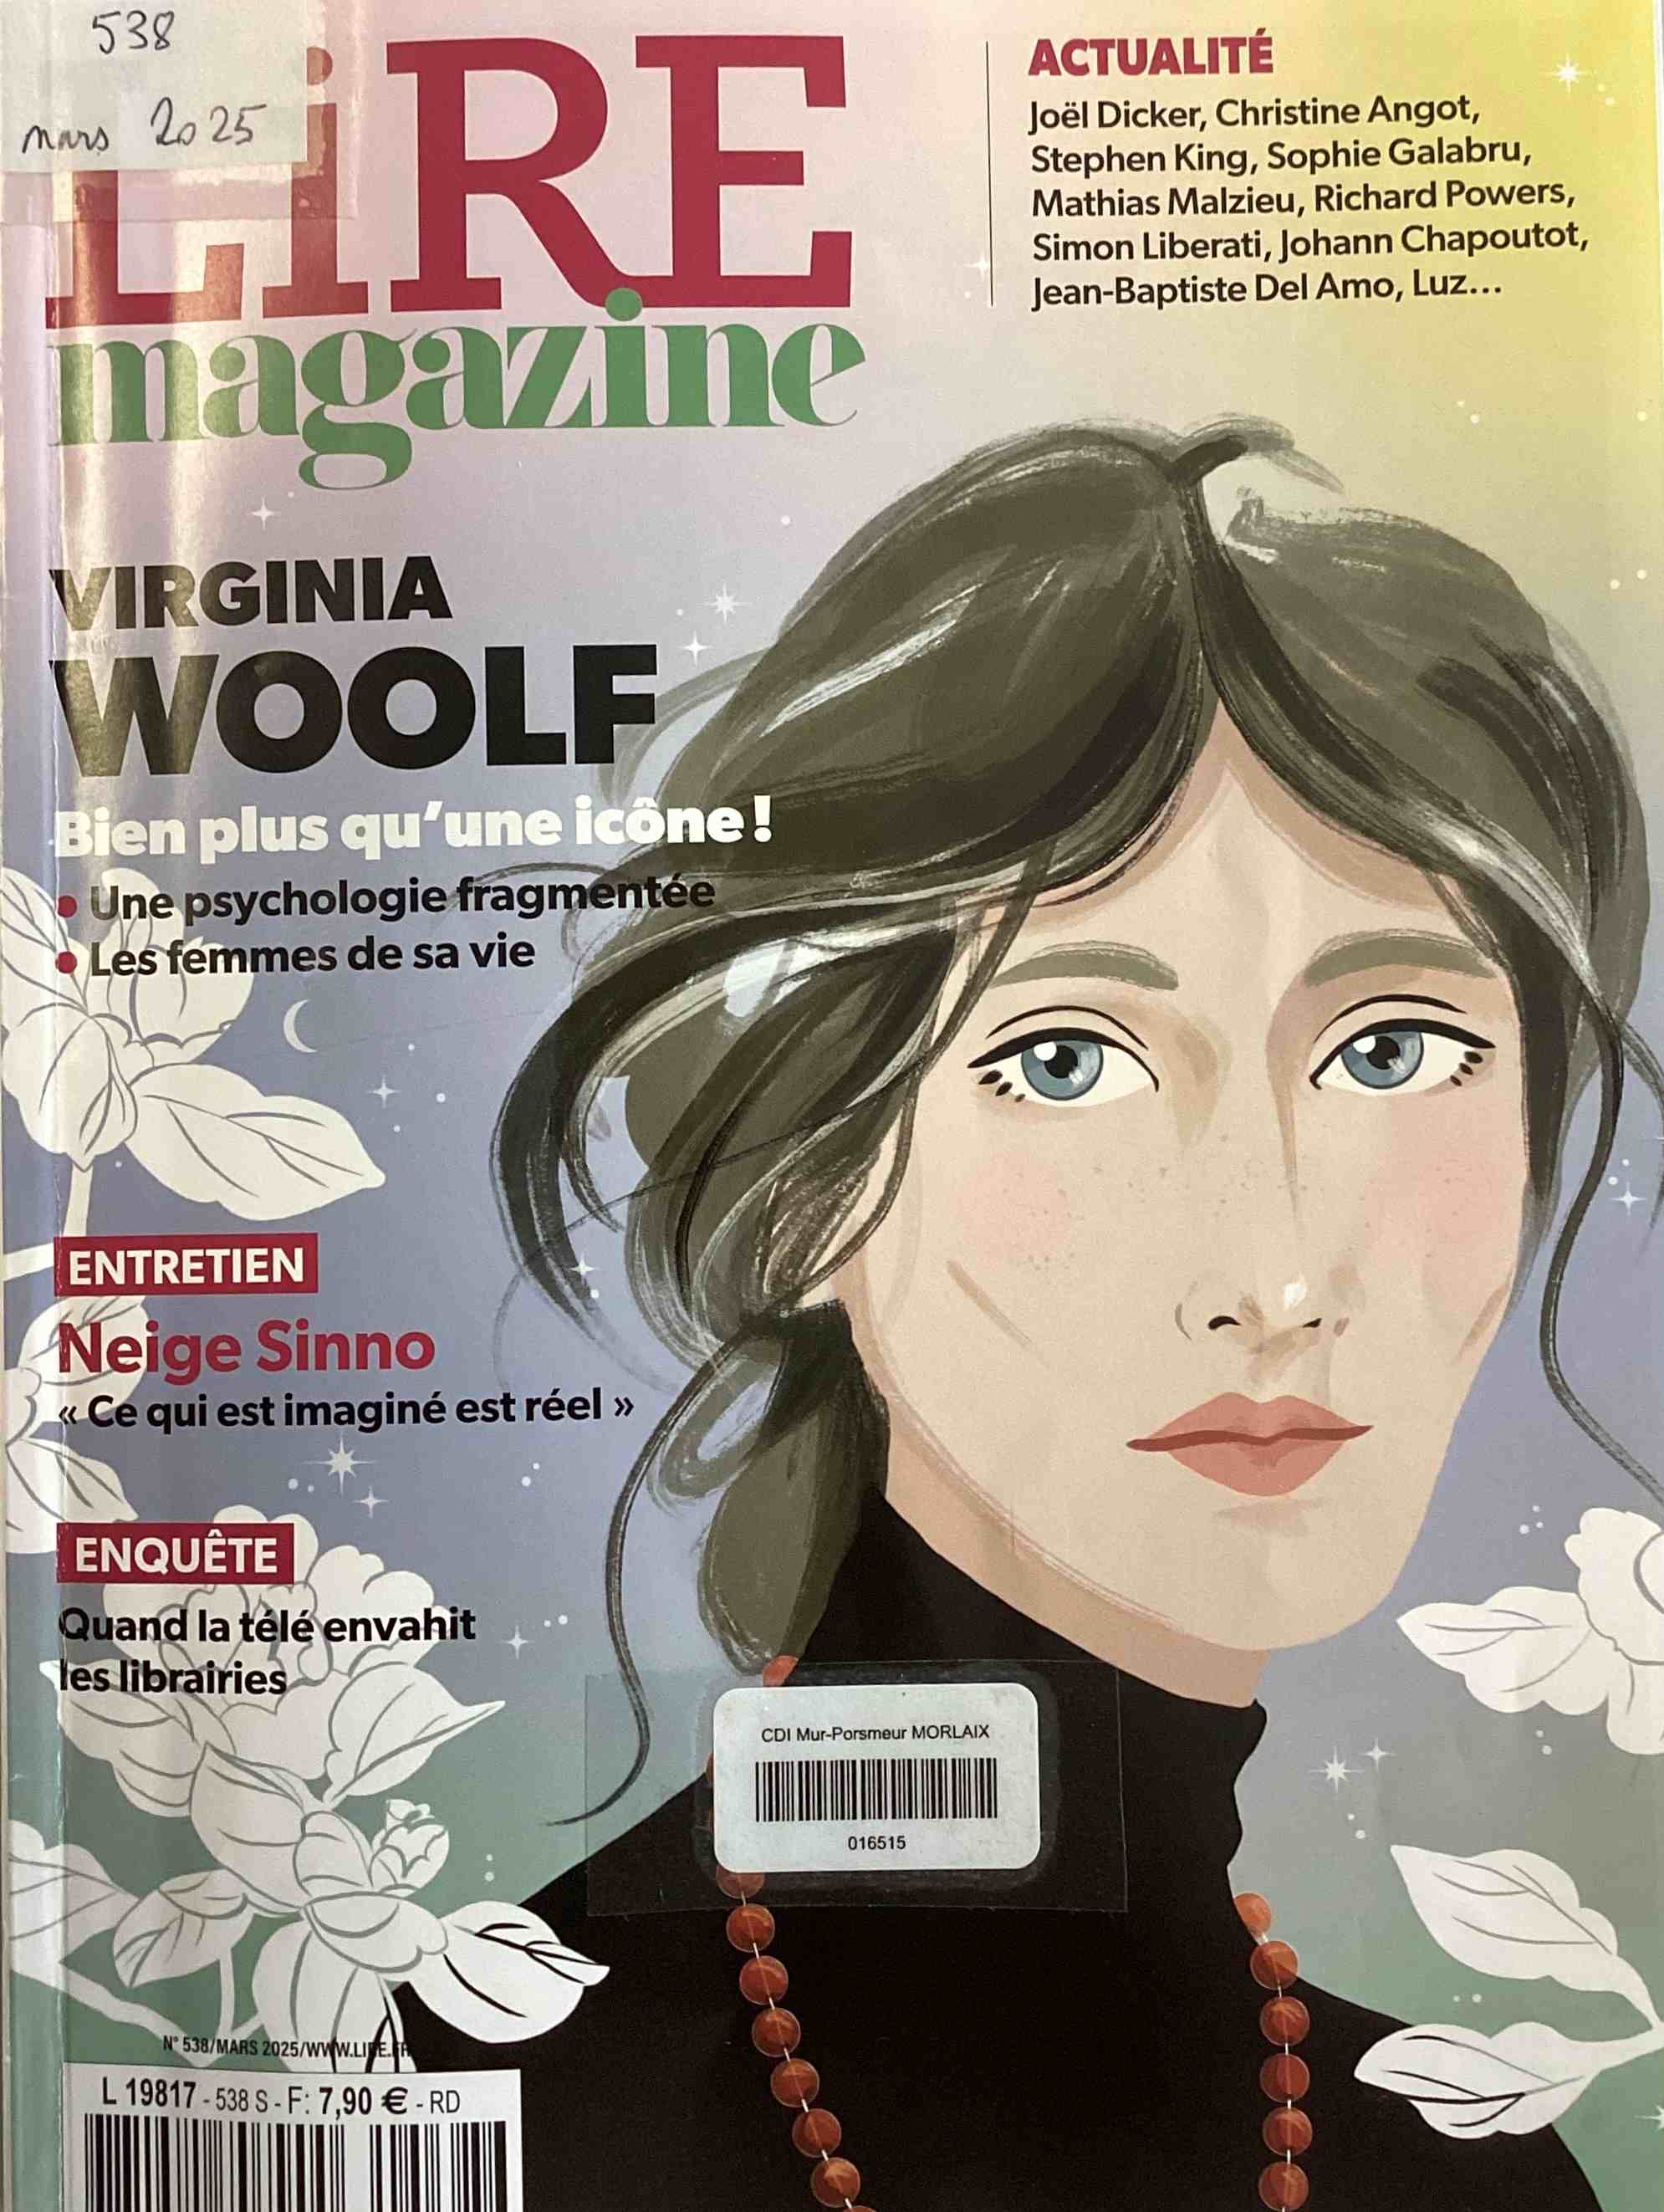 538
mars 2025
LiRE
magazine
ACTUALITÉ
Joël Dicker, Christine Angot,
Stephen King, Sophie Galabru,
Mathias Malzieu, Richard Powers,
Simon Liberati, Johann Chapoutot,
Jean-Baptiste Del Amo, Luz...
VIRGINIA
WOOLF
Bien plus qu'une icône !
• Une psychologie fragmentée
• Les femmes de sa vie
ENTRETIEN
Neige Sinno
« Ce qui est imaginé est réel »
ENQUÊTE
Quand la télé envahit
les librairies
CDI Mur-Porsmeur MORLAIX
016515
N° 538/MARS 2025/WWW.LIRE.FR
L 19817 - 538 S - F: 7,90 € - RD